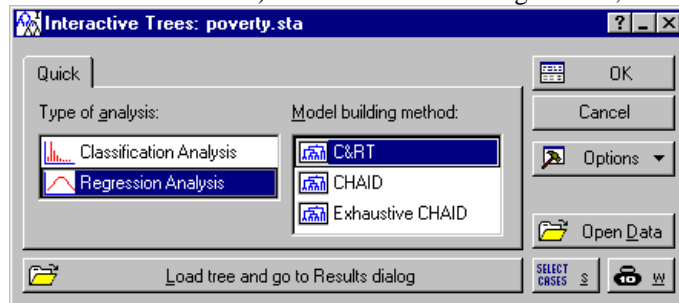 Interactive Trees: poverty.sta
Quick
Type of analysis:
Classification Analysis
Regression Analysis
Model building method:
C&RT
CHAID
Exhaustive CHAID
Load tree and go to Results dialog
OK
Cancel
Options
Open Data
SELECT
CASES
S
W